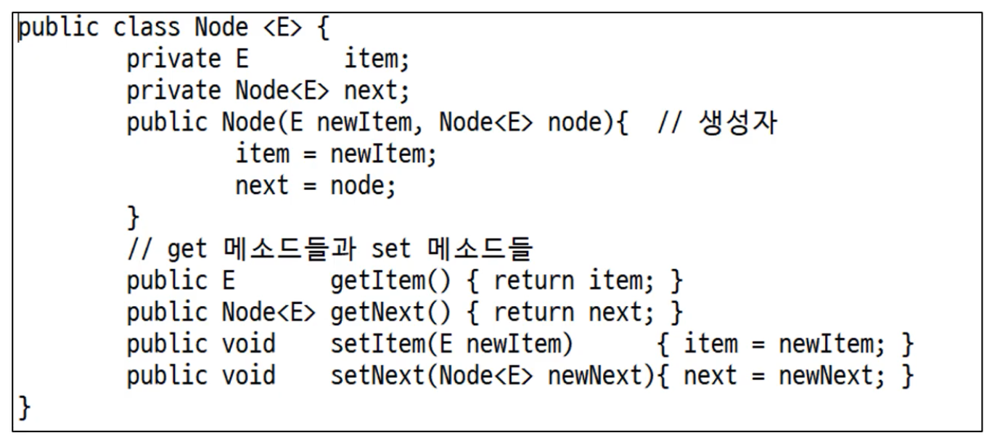 public class Node <E> {
private E item;
private Node<E> next;
public Node(E newItem, Node<E> node){ // 생성자
item = newItem;
next = node;
}
// get 메소드들과 set 메소드들
public E getItem() { return item; }
public Node<E> getNext() { return next; }
public void setItem(E newItem) { item = newItem; }
public void setNext(Node<E> newNext){ next = newNext; }
}